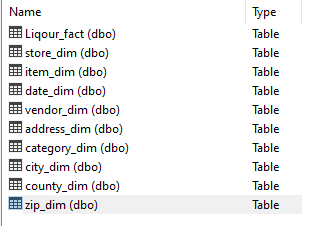 Name Type
Liqour_fact (dbo) Table
store_dim (dbo) Table
item_dim (dbo) Table
date_dim (dbo) Table
vendor_dim (dbo) Table
address_dim (dbo) Table
category_dim (dbo) Table
city_dim (dbo) Table
county_dim (dbo) Table
zip_dim (dbo) Table